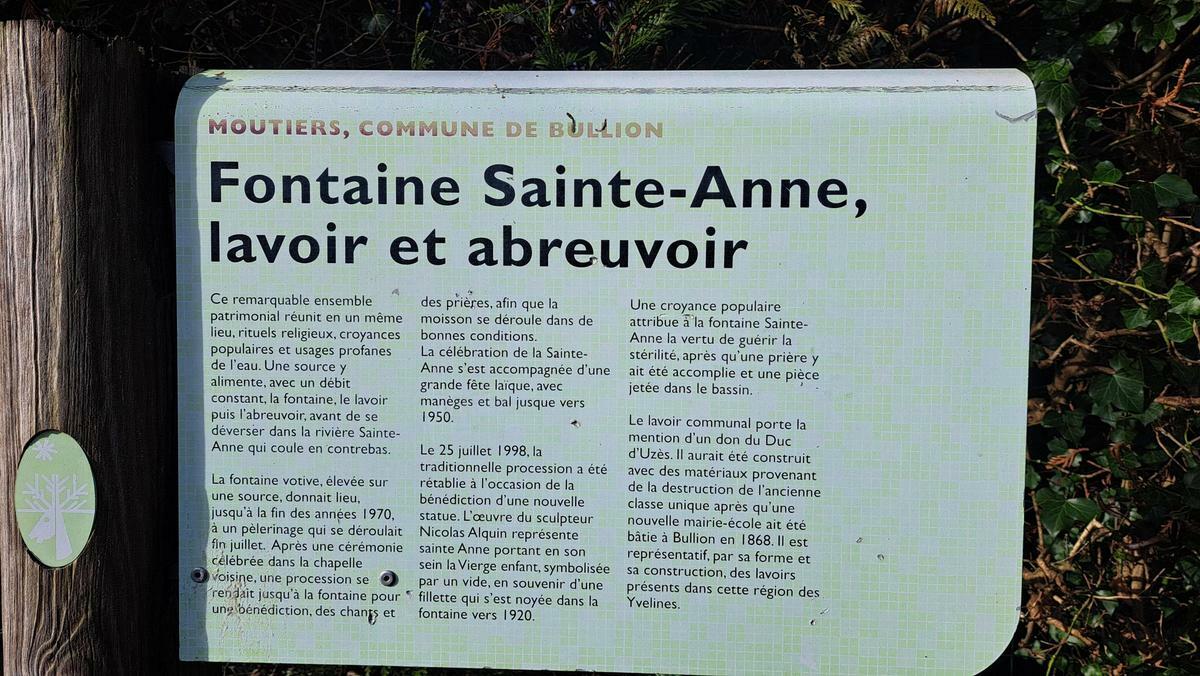 MOUTIERS, COMMUNE DE BULLION
Fontaine Sainte-Anne,
lavoir et abreuvoir
Ce remarquable ensemble
patrimonial réunit en un même
lieu, rituels religieux, croyances
populaires et usages profanes
de l'eau. Une source y
alimente, avec un débit
constant, la fontaine, le lavoir
puis l'abreuvoir, avant de se
déverser dans la rivière Sainte-
Anne qui coule en contrebas.
La fontaine votive, élevée sur
une source, donnait lieu,
jusqu'à la fin des années 1970,
à un pèlerinage qui se déroulait
fin juillet. Après une cérémonie
célébrée dans la chapelle
voisine, une procession se
rendait jusqu'à la fontaine pour
une bénédiction, des chants et
des prières, afin que la
moisson se déroule dans de
bonnes conditions.
La célébration de la Sainte-
Anne s'est accompagnée d'une
grande fête laïque, avec
manèges et bal jusque vers
1950.
Le 25 juillet 1998, la
traditionnelle procession a été
rétablie à l'occasion de la
bénédiction d'une nouvelle
statue. L'œuvre du sculpteur
Nicolas Alquin représente
sainte Anne portant en son
sein la Vierge enfant, symbolisée
par un vide, en souvenir d'une
fillette qui s'est noyée dans la
fontaine vers 1920.
Une croyance populaire
attribue à la fontaine Sainte-
Anne la vertu de guérir la
stérilité, après qu'une prière y
ait été accomplie et une pièce
jetée dans le bassin.
Le lavoir communal porte la
mention d'un don du Duc
d'Uzès. Il aurait été construit
avec des matériaux provenant
de la destruction de l'ancienne
classe unique après qu'une
nouvelle mairie-école ait été
bâtie à Bullion en 1868. Il est
représentatif, par sa forme et
sa construction, des lavoirs
présents dans cette région des
Yvelines.